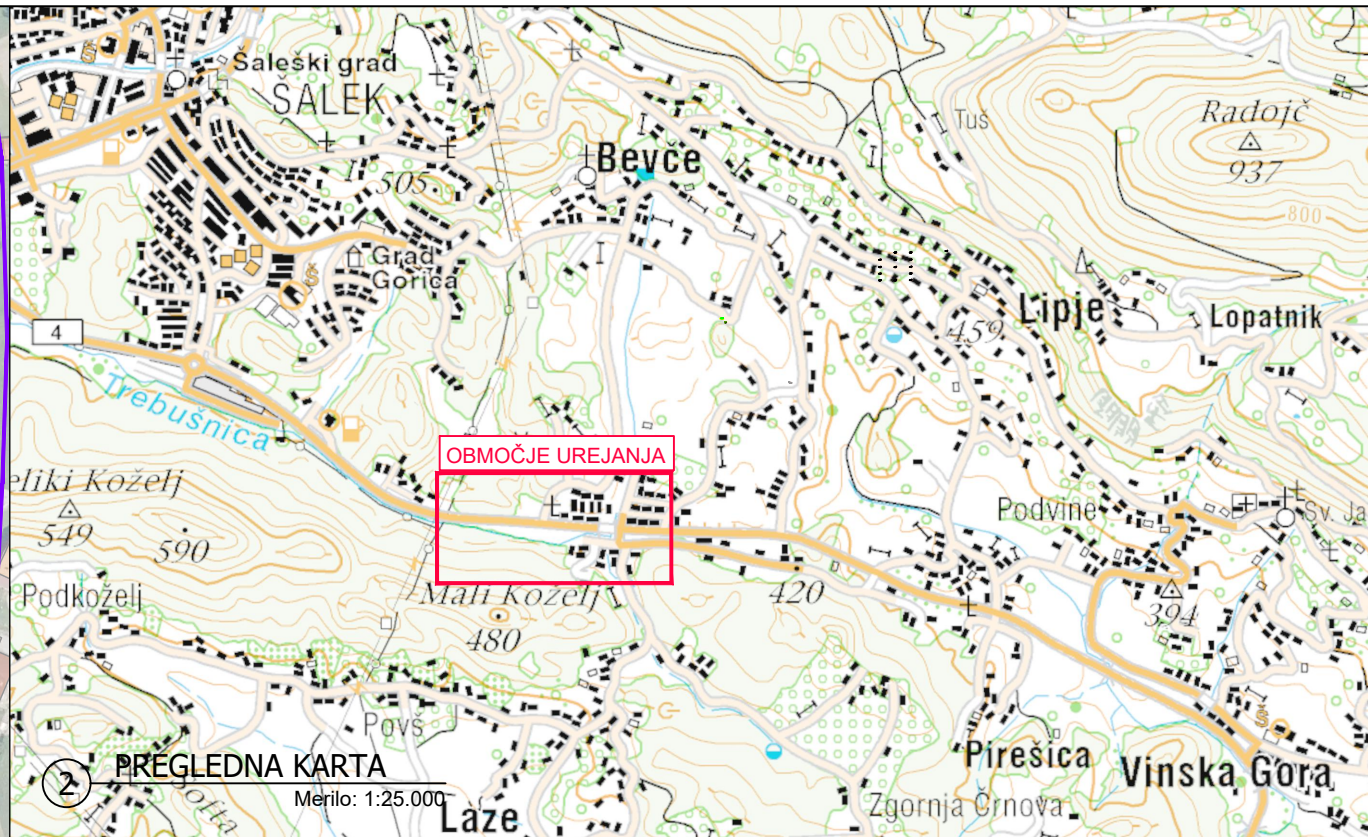 Šaleški grad
ŠALEK
Š
505
Bevče
Tuš
Radojč
937
800
Grad
Gorica
Š
4
Trebušnica
Lipje
459
Lopatnik
OBMOČJE UREJANJA
eliki Koželj
549
590
Podvine
Sv. Ja
Podkoželj
Mali Koželj
480
420
394
Povš
Š
2
PREGLEDNA KARTA
Merilo: 1:25.000
Laze
Pirešica
Vinska Gora
Zgornja Črnova